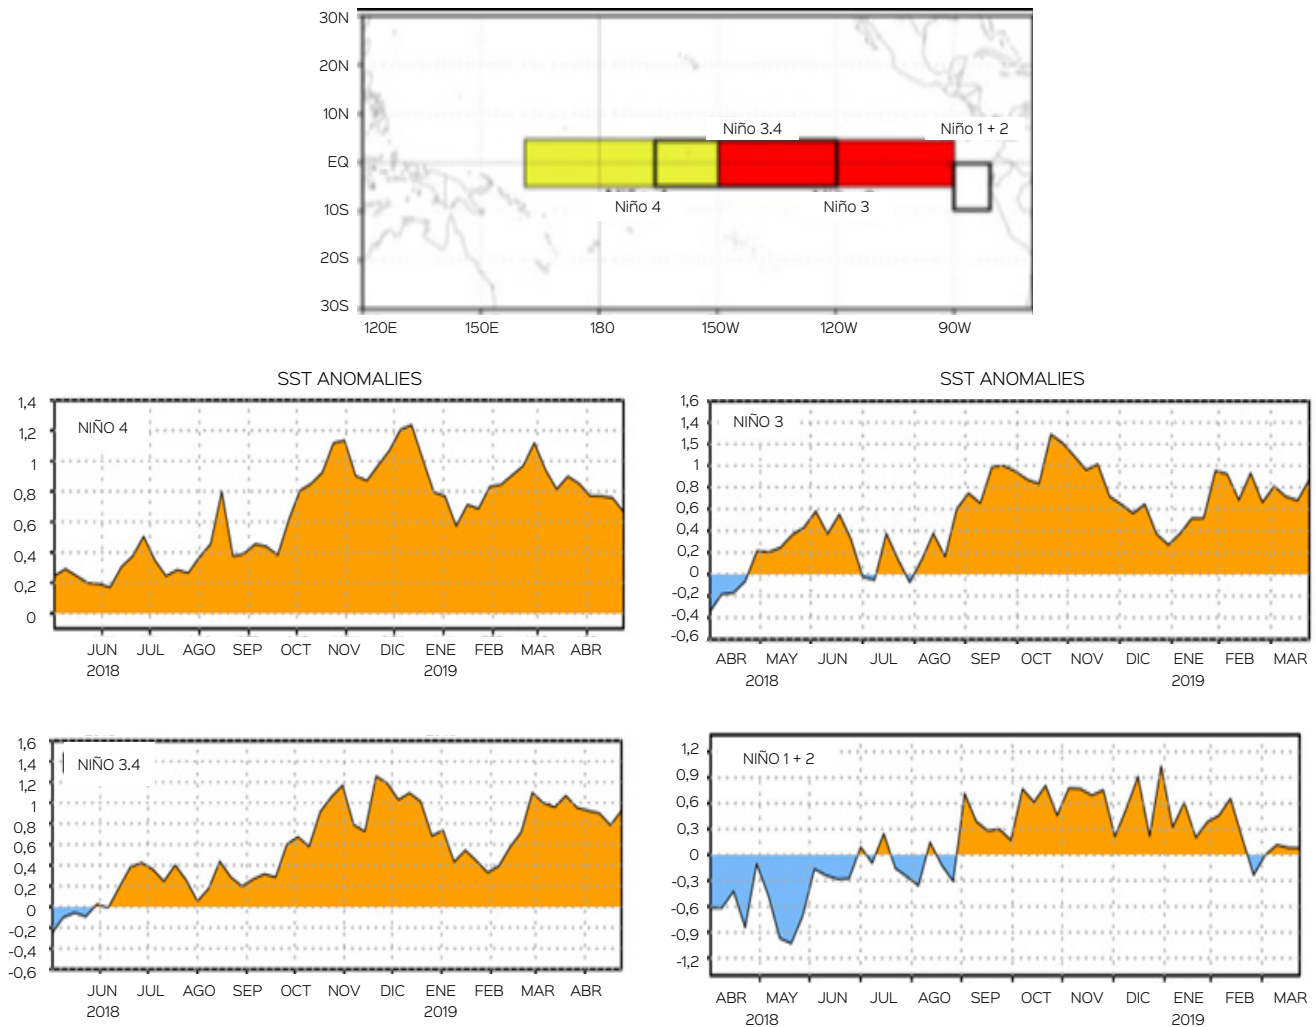 30N
20N
Niño 3.4
Niño 1 + 2
10N
EQ
10S
Niño 4
Niño 3
20S
30S
120E 150E 180 150W 120W 90W
SST ANOMALIES
NIÑO 4
1,4
1,2
1
0,8
0,6
0,4
0,2
0
JUN JUL AGO SEP OCT NOV DIC ENE FEB MAR ABR
2018 2019
SST ANOMALIES
NIÑO 3
1,6
1,4
1,5
1
0,8
0,6
0,4
0,2
0
-0,2
-0,4
-0,6
ABR MAY JUN JUL AGO SEP OCT NOV DIC ENE FEB MAR
2018 2019
NIÑO 3.4
1,6
1,4
1,2
1
0,8
0,6
0,4
0,2
0
-0,2
-0,4
-0,6
JUN JUL AGO SEP OCT NOV DIC ENE FEB MAR ABR
2018 2019
NIÑO 1 + 2
1,2
0,9
0,6
0,3
0
-0,3
-0,6
-0,9
-1,2
ABR MAY JUN JUL AGO SEP OCT NOV DIC ENE FEB MAR
2018 2019